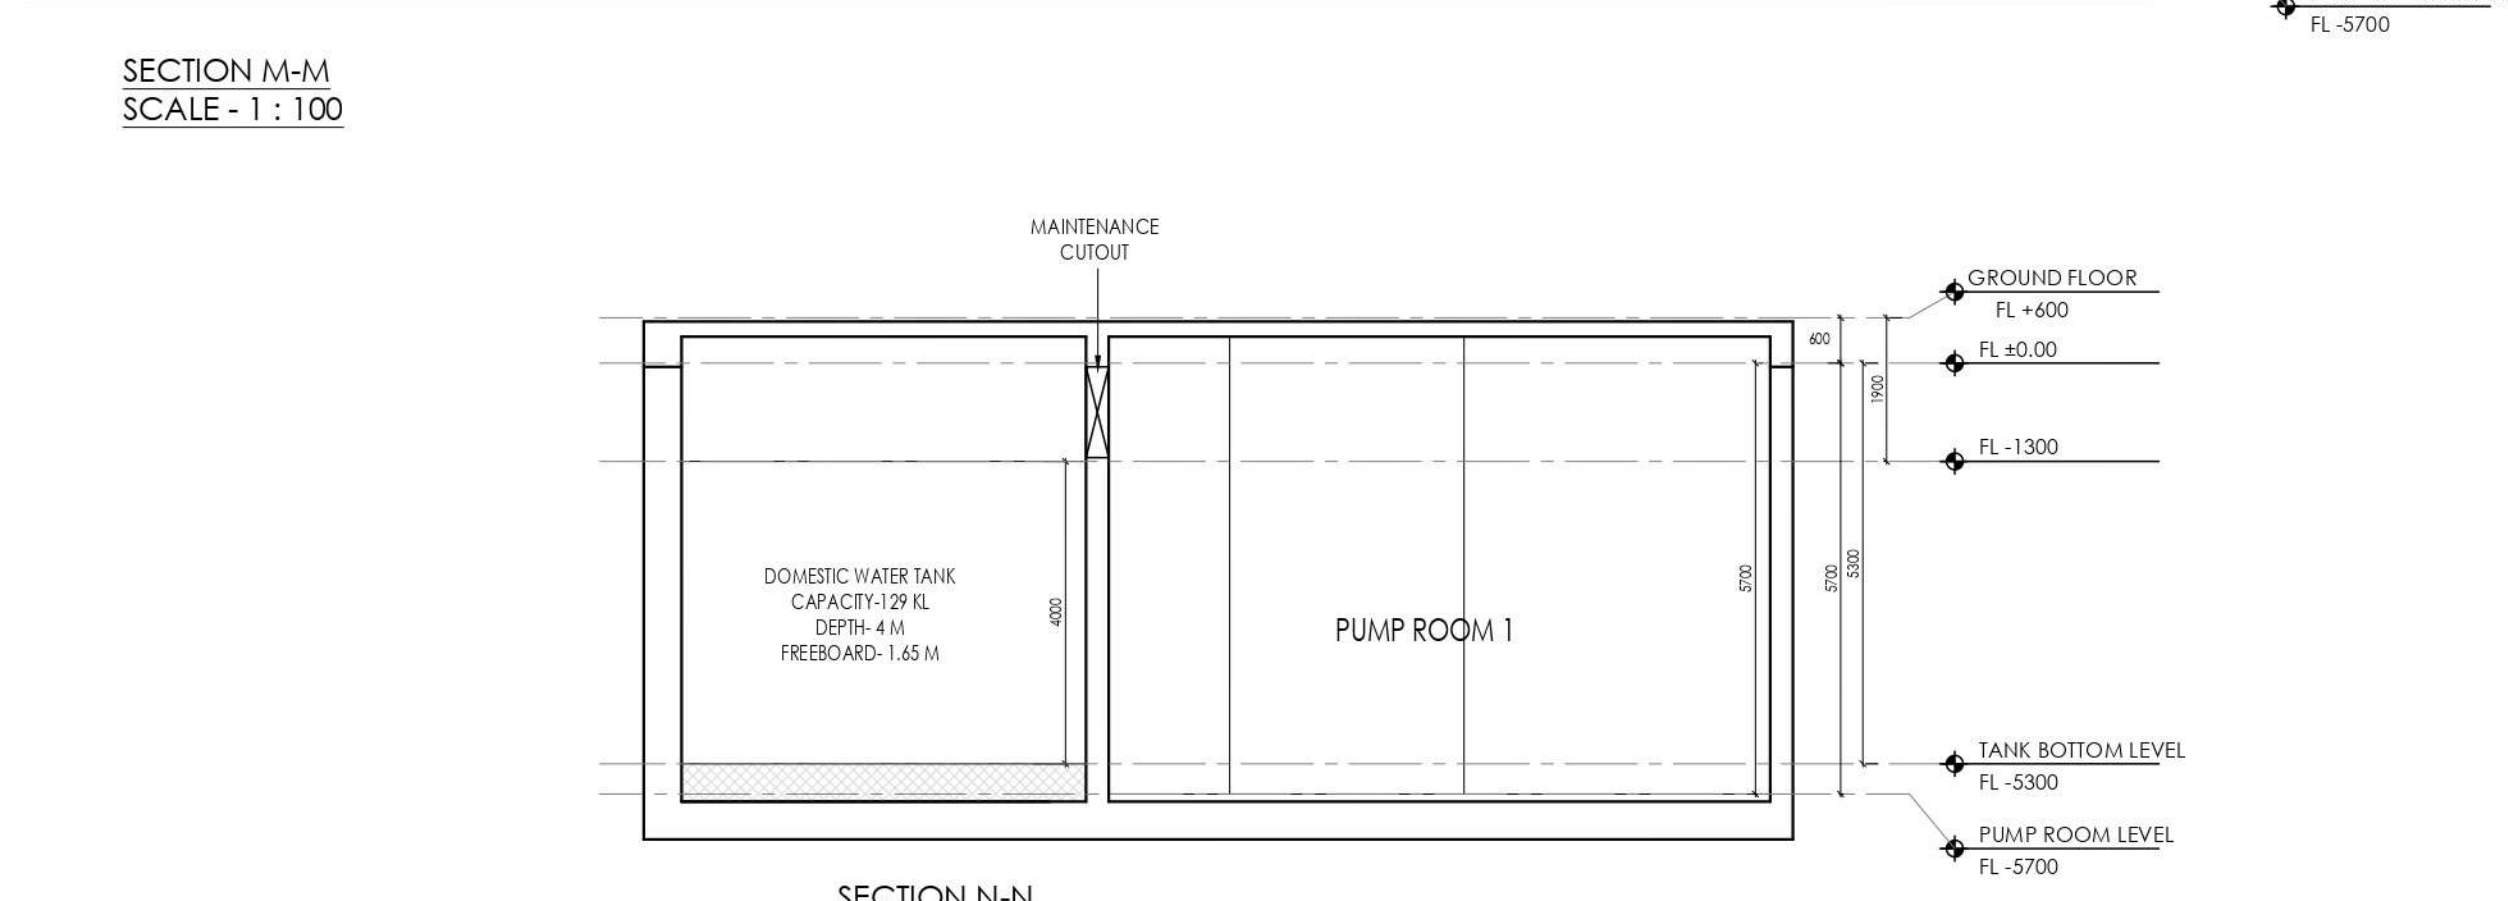 FL -5700
SECTION M-M
SCALE - 1 : 100
MAINTENANCE
CUTOUT
GROUND FLOOR
FL +600
600
FL ±0.00
1900
FL -1300
DOMESTIC WATER TANK
CAPACITY-129 KL
DEPTH- 4 M
FREEBOARD- 1.65 M
4000
PUMP ROOM 1
5700
5700
5300
TANK BOTTOM LEVEL
FL -5300
PUMP ROOM LEVEL
FL -5700
SECTION N-N